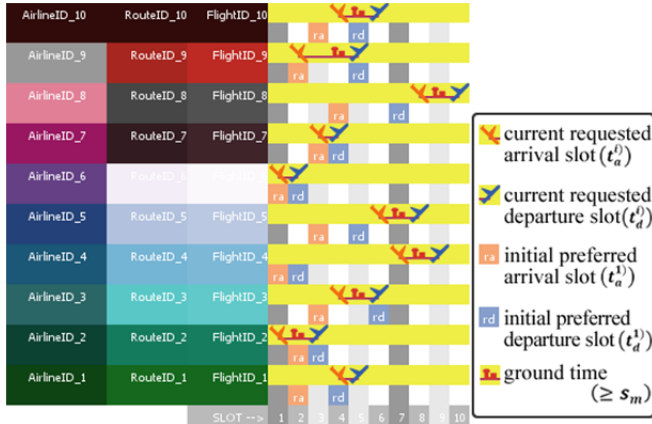 AirlineID_10 RouteID_10 FlightID_10
ra rd
AirlineID_9 RouteID_9 FlightID_9
ra rd
AirlineID_8 RouteID_8 FlightID_8
ra rd
AirlineID_7 RouteID_7 FlightID_7
ra rd
AirlineID_6
ra rd
AirlineID_5 RouteID_5 FlightID_5
ra rd
AirlineID_4 RouteID_4 FlightID_4
ra rd
AirlineID_3 RouteID_3 FlightID_3
ra rd
AirlineID_2 RouteID_2 FlightID_2
ra rd
AirlineID_1 RouteID_1 FlightID_1
ra rd
SLOT --> 1 2 3 4 5 6 7 8 9 10
current requested
arrival slot (t_a^i))
current requested
departure slot(t_d^i))
ra initial preferred
arrival slot (t_a^1))
rd initial preferred
departure slot (t_d^1))
ground time
(≥ s_m)